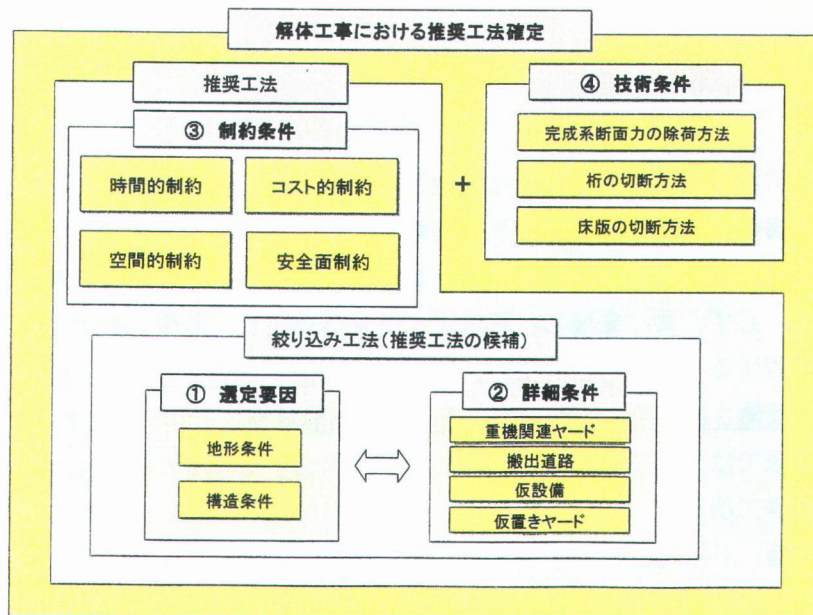 解体工事における推奨工法確定
推奨工法
③ 制約条件
時間的制約
コスト的制約
空間的制約
安全面制約
+
④ 技術条件
完成系断面力の除荷方法
桁の切断方法
床版の切断方法
絞り込み工法(推奨工法の候補)
① 選定要因
地形条件
構造条件
② 詳細条件
重機関連ヤード
搬出道路
仮設備
仮置きヤード